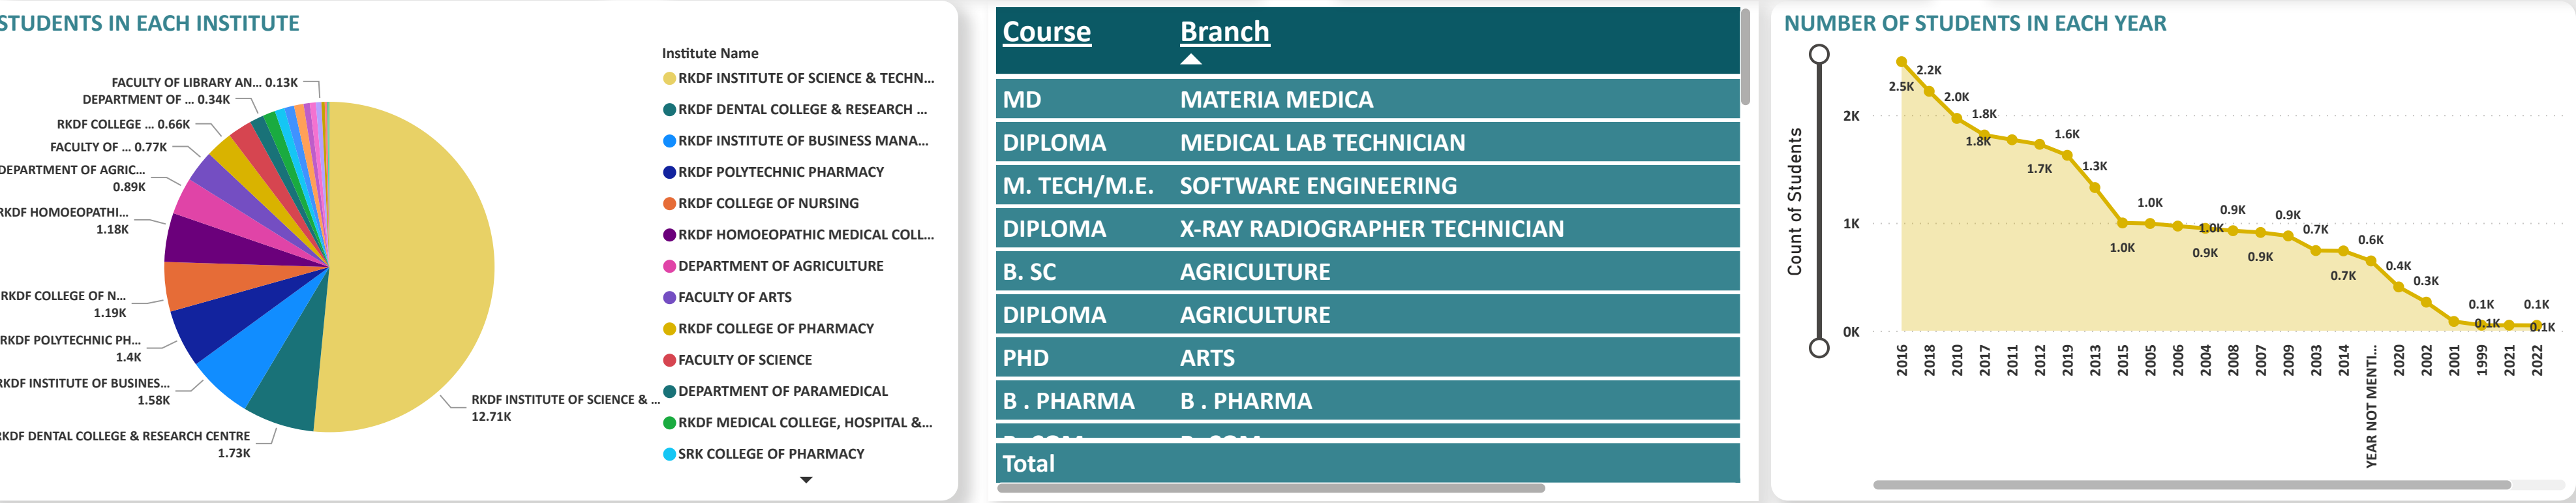 STUDENTS IN EACH INSTITUTE
FACULTY OF LIBRARY AN... 0.13K
DEPARTMENT OF ... 0.34K
RKDF COLLEGE ... 0.66K
FACULTY OF ... 0.77K
DEPARTMENT OF AGRIC...
0.89K
RKDF HOMOEOPATHI...
1.18K
RKDF COLLEGE OF N...
1.19K
RKDF POLYTECHNIC PH...
1.4K
RKDF INSTITUTE OF BUSINES...
1.58K
RKDF DENTAL COLLEGE & RESEARCH CENTRE
1.73K
RKDF INSTITUTE OF SCIENCE & ...
12.71K
Institute Name
RKDF INSTITUTE OF SCIENCE & TECHN...
RKDF DENTAL COLLEGE & RESEARCH ...
RKDF INSTITUTE OF BUSINESS MANA...
RKDF POLYTECHNIC PHARMACY
RKDF COLLEGE OF NURSING
RKDF HOMOEOPATHIC MEDICAL COLL...
DEPARTMENT OF AGRICULTURE
FACULTY OF ARTS
RKDF COLLEGE OF PHARMACY
FACULTY OF SCIENCE
DEPARTMENT OF PARAMEDICAL
RKDF MEDICAL COLLEGE, HOSPITAL &...
SRK COLLEGE OF PHARMACY
Course Branch
MD MATERIA MEDICA
DIPLOMA MEDICAL LAB TECHNICIAN
M. TECH/M.E. SOFTWARE ENGINEERING
DIPLOMA X-RAY RADIOGRAPHER TECHNICIAN
B. SC AGRICULTURE
DIPLOMA AGRICULTURE
PHD ARTS
B . PHARMA B . PHARMA
Total
NUMBER OF STUDENTS IN EACH YEAR
Count of Students
2K
1K
0K
2.5K
2.2K
2.0K
1.8K
1.8K
1.7K
1.6K
1.3K
1.0K
1.0K
1.0K
0.9K
0.9K
0.9K
0.9K
0.7K
0.7K
0.6K
0.4K
0.3K
0.1K
0.1K
0.1K
0.1K
2016
2018
2010
2017
2011
2012
2019
2013
2015
2005
2006
2004
2008
2007
2009
2003
2014
YEAR NOT MENTI...
2020
2002
2001
1999
2021
2022